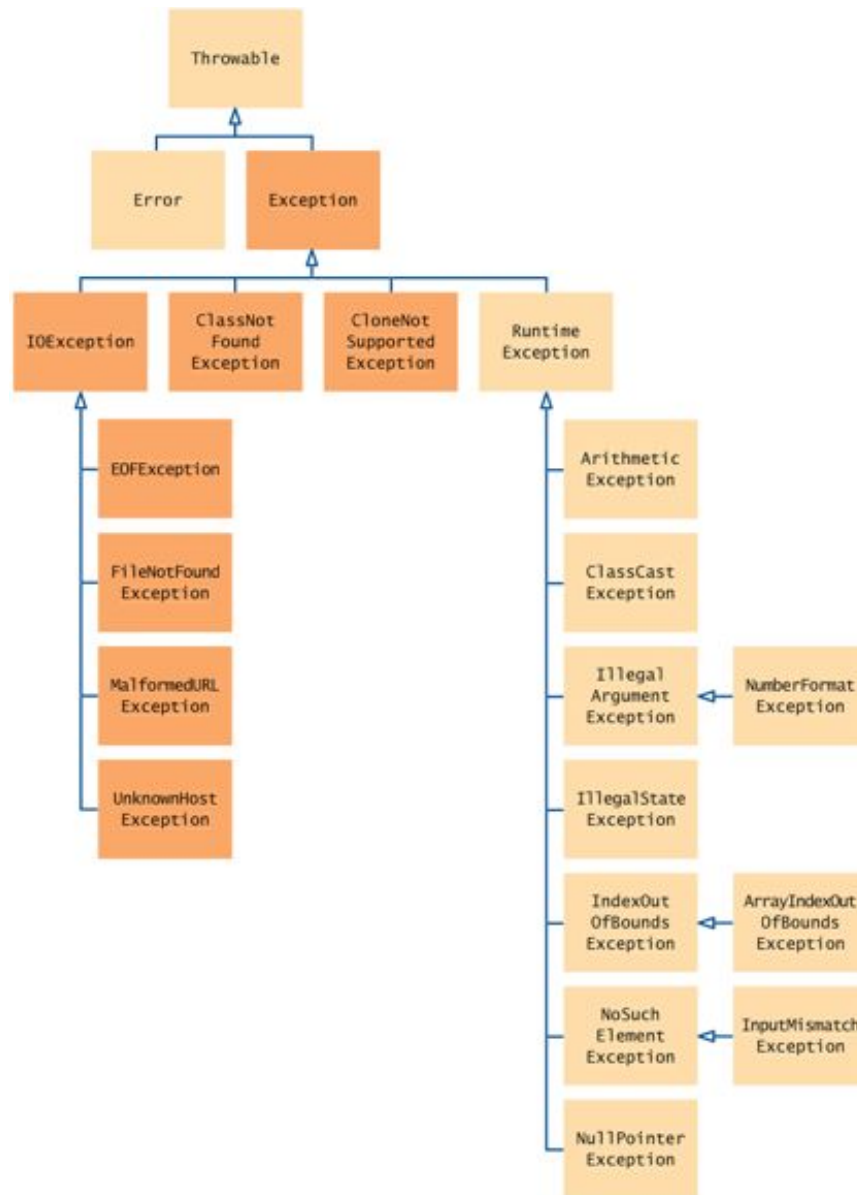 Throwable
Error
Exception
IOException
ClassNot
Found
Exception
CloneNot
Supported
Exception
Runtime
Exception
EOFException
FileNotFound
Exception
MalformedURL
Exception
UnknownHost
Exception
Arithmetic
Exception
ClassCast
Exception
Illegal
Argument
Exception
NumberFormat
Exception
IllegalState
Exception
IndexOut
OfBounds
Exception
ArrayIndexOut
OfBounds
Exception
NoSuch
Element
Exception
InputMismatch
Exception
NullPointer
Exception